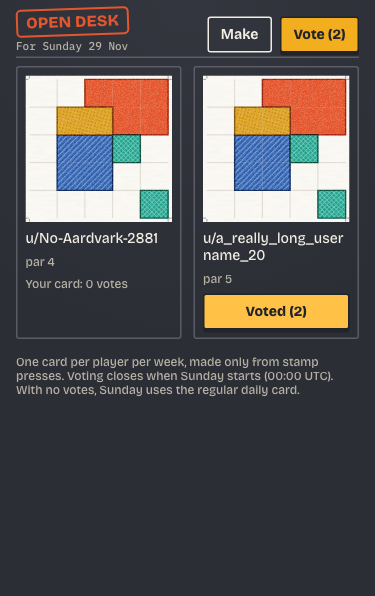 OPEN DESK
For Sunday 29 Nov
Make
Vote (2)
u/No-Aardvark-2881
par 4
Your card: 0 votes
u/a_really_long_user
name_20
par 5
Voted (2)
One card per player per week, made only from stamp
presses. Voting closes when Sunday starts (00:00 UTC).
With no votes, Sunday uses the regular daily card.